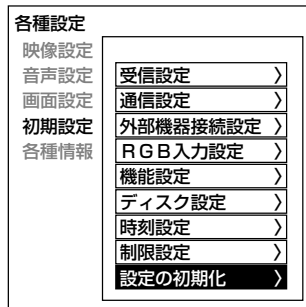 各種設定
映像設定
音声設定
画面設定
初期設定
各種情報
受信設定 〉
通信設定 〉
外部機器接続設定 〉
ＲＧＢ入力設定 〉
機能設定 〉
ディスク設定 〉
時刻設定 〉
制限設定 〉
設定の初期化 〉